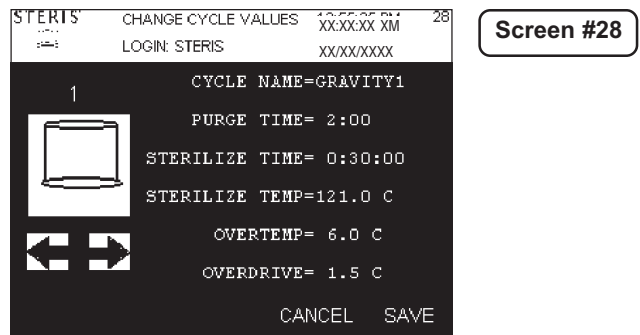 STERIS CHANGE CYCLE VALUES XX:XX:XX XM 28
LOGIN: STERIS XX/XX/XXXX
Screen #28
1
CYCLE NAME=GRAVITY1
PURGE TIME= 2:00
STERILIZE TIME= 0:30:00
STERILIZE TEMP=121.0 C
OVERTEMP= 6.0 C
OVERDRIVE= 1.5 C
CANCEL SAVE